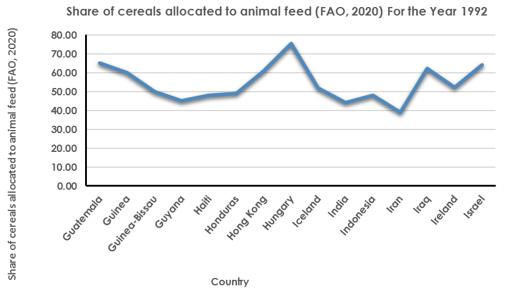 Share of cereals allocated to animal feed (FAO, 2020) For the Year 1992
Share of cereals allocated to animal feed (FAO, 2020)
80.00
70.00
60.00
50.00
40.00
30.00
20.00
10.00
0.00
Guatemala
Guinea
Guinea-Bissau
Guyana
Haiti
Honduras
Hong Kong
Hungary
Iceland
India
Indonesia
Iran
Iraq
Ireland
Israel
Country